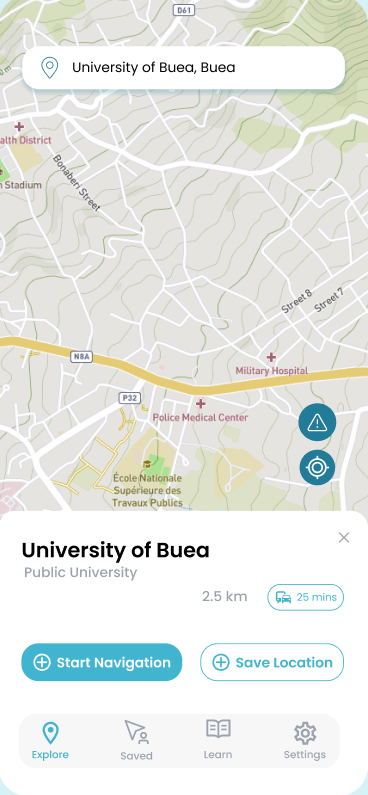 D61
University of Buea, Buea
alth District
Bonaberi Street
n Stadium
Street 8
Street 7
N8A
Military Hospital
P32
Police Medical Center
École Nationale
Supérieure des
Travaux Publics
University of Buea
Public University
2.5 km
25 mins
Start Navigation
Save Location
Explore
Saved
Learn
Settings